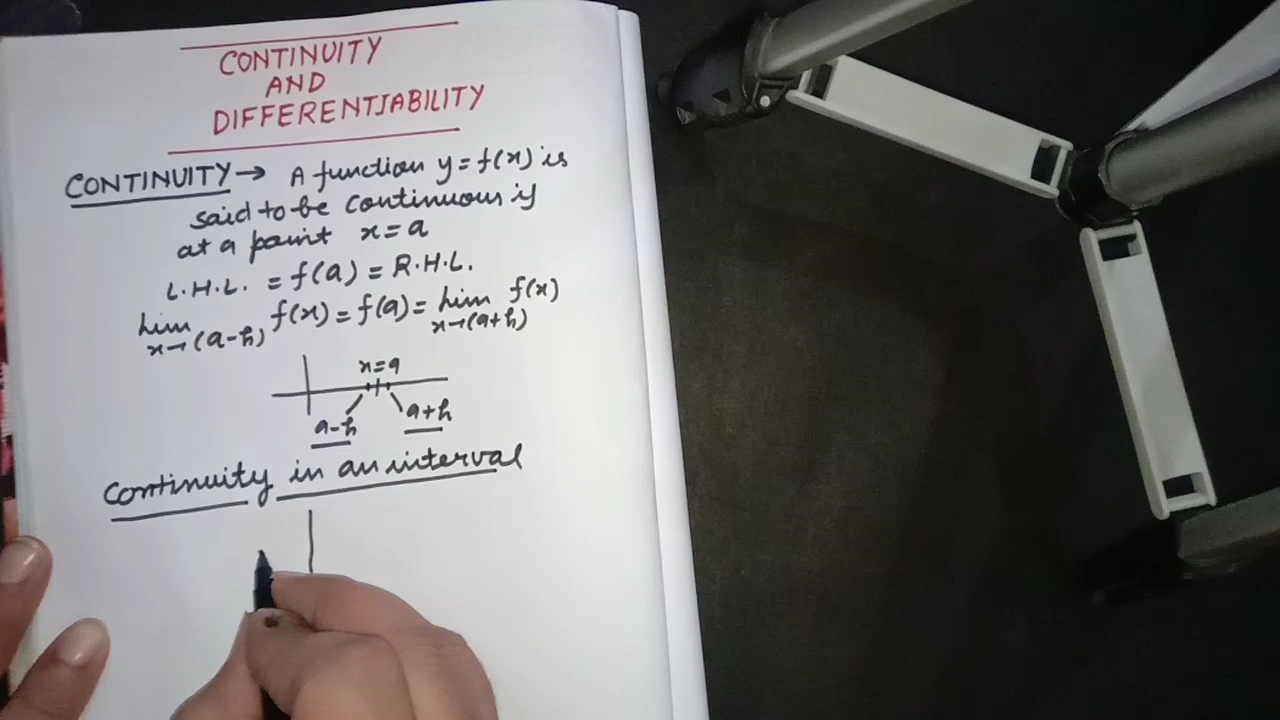 CONTINUITY
AND
DIFFERENTIABILITY
CONTINUITY → A function y = f(x) is
said to be continuous if
at a point x = a
L.H.L. = f(a) = R.H.L.
lim x→(a-h) f(x) = f(a) = lim x→(a+h) f(x)
x=a
a-h a+h
Continuity in an interval